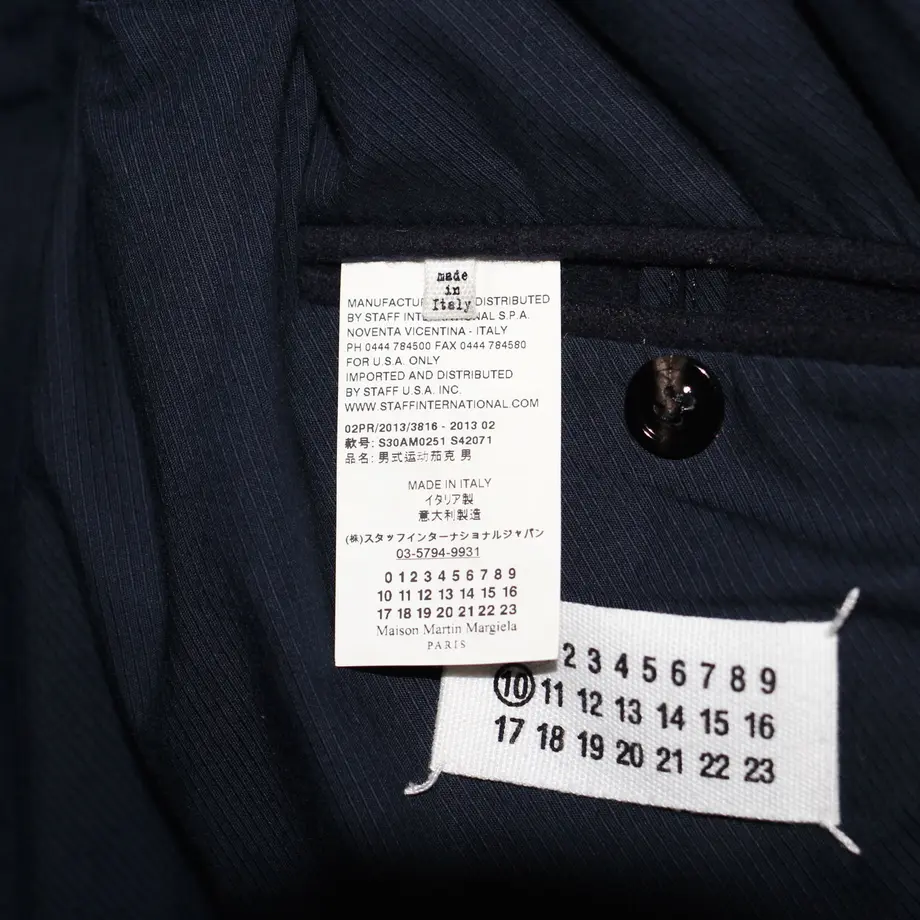 made
in
Italy
MANUFACTU DISTRIBUTED
BY STAFF INTE NAL S.P.A.
NOVENTA VICENTINA - ITALY
PH 0444 784500 FAX 0444 784580
FOR U.S.A. ONLY
IMPORTED AND DISTRIBUTED
BY STAFF U.S.A. INC.
WWW.STAFFINTERNATIONAL.COM
02PR/2013/3816 - 2013 02
款号: S30AM0251 S42071
品名: 男式运动茄克 男
MADE IN ITALY
イタリア製
意大利製造
(株)スタッフインターナショナルジャパン
03-5794-9931
0 1 2 3 4 5 6 7 8 9
10 11 12 13 14 15 16
17 18 19 20 21 22 23
Maison Martin Margiela
PARIS
2 3 4 5 6 7 8 9
10 11 12 13 14 15 16
17 18 19 20 21 22 23